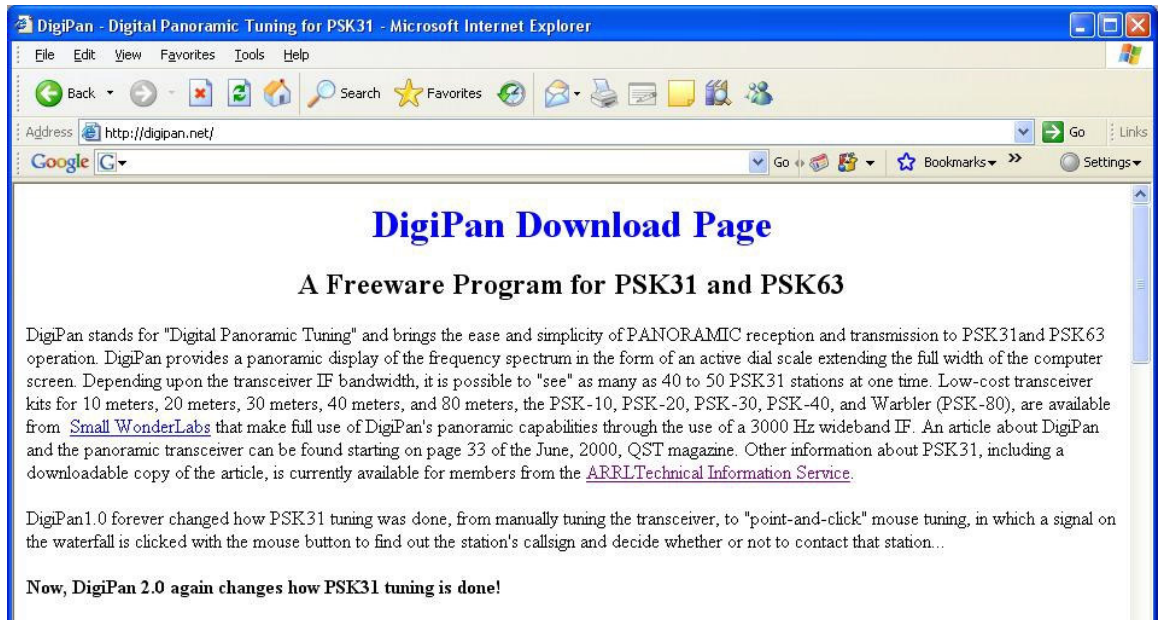 DigiPan - Digital Panoramic Tuning for PSK31 - Microsoft Internet Explorer
File Edit View Favorites Tools Help
Back Search Favorites
Address http://digipan.net/ Go Links
Google G Go Bookmarks Settings
DigiPan Download Page
A Freeware Program for PSK31 and PSK63
DigiPan stands for "Digital Panoramic Tuning" and brings the ease and simplicity of PANORAMIC reception and transmission to PSK31and PSK63
operation. DigiPan provides a panoramic display of the frequency spectrum in the form of an active dial scale extending the full width of the computer
screen. Depending upon the transceiver IF bandwidth, it is possible to "see" as many as 40 to 50 PSK31 stations at one time. Low-cost transceiver
kits for 10 meters, 20 meters, 30 meters, 40 meters, and 80 meters, the PSK-10, PSK-20, PSK-30, PSK-40, and Warbler (PSK-80), are available
from Small WonderLabs that make full use of DigiPan's panoramic capabilities through the use of a 3000 Hz wideband IF. An article about DigiPan
and the panoramic transceiver can be found starting on page 33 of the June, 2000, QST magazine. Other information about PSK31, including a
downloadable copy of the article, is currently available for members from the ARRLTechnical Information Service.
DigiPan1.0 forever changed how PSK31 tuning was done, from manually tuning the transceiver, to "point-and-click" mouse tuning, in which a signal on
the waterfall is clicked with the mouse button to find out the station's callsign and decide whether or not to contact that station...
Now, DigiPan 2.0 again changes how PSK31 tuning is done!